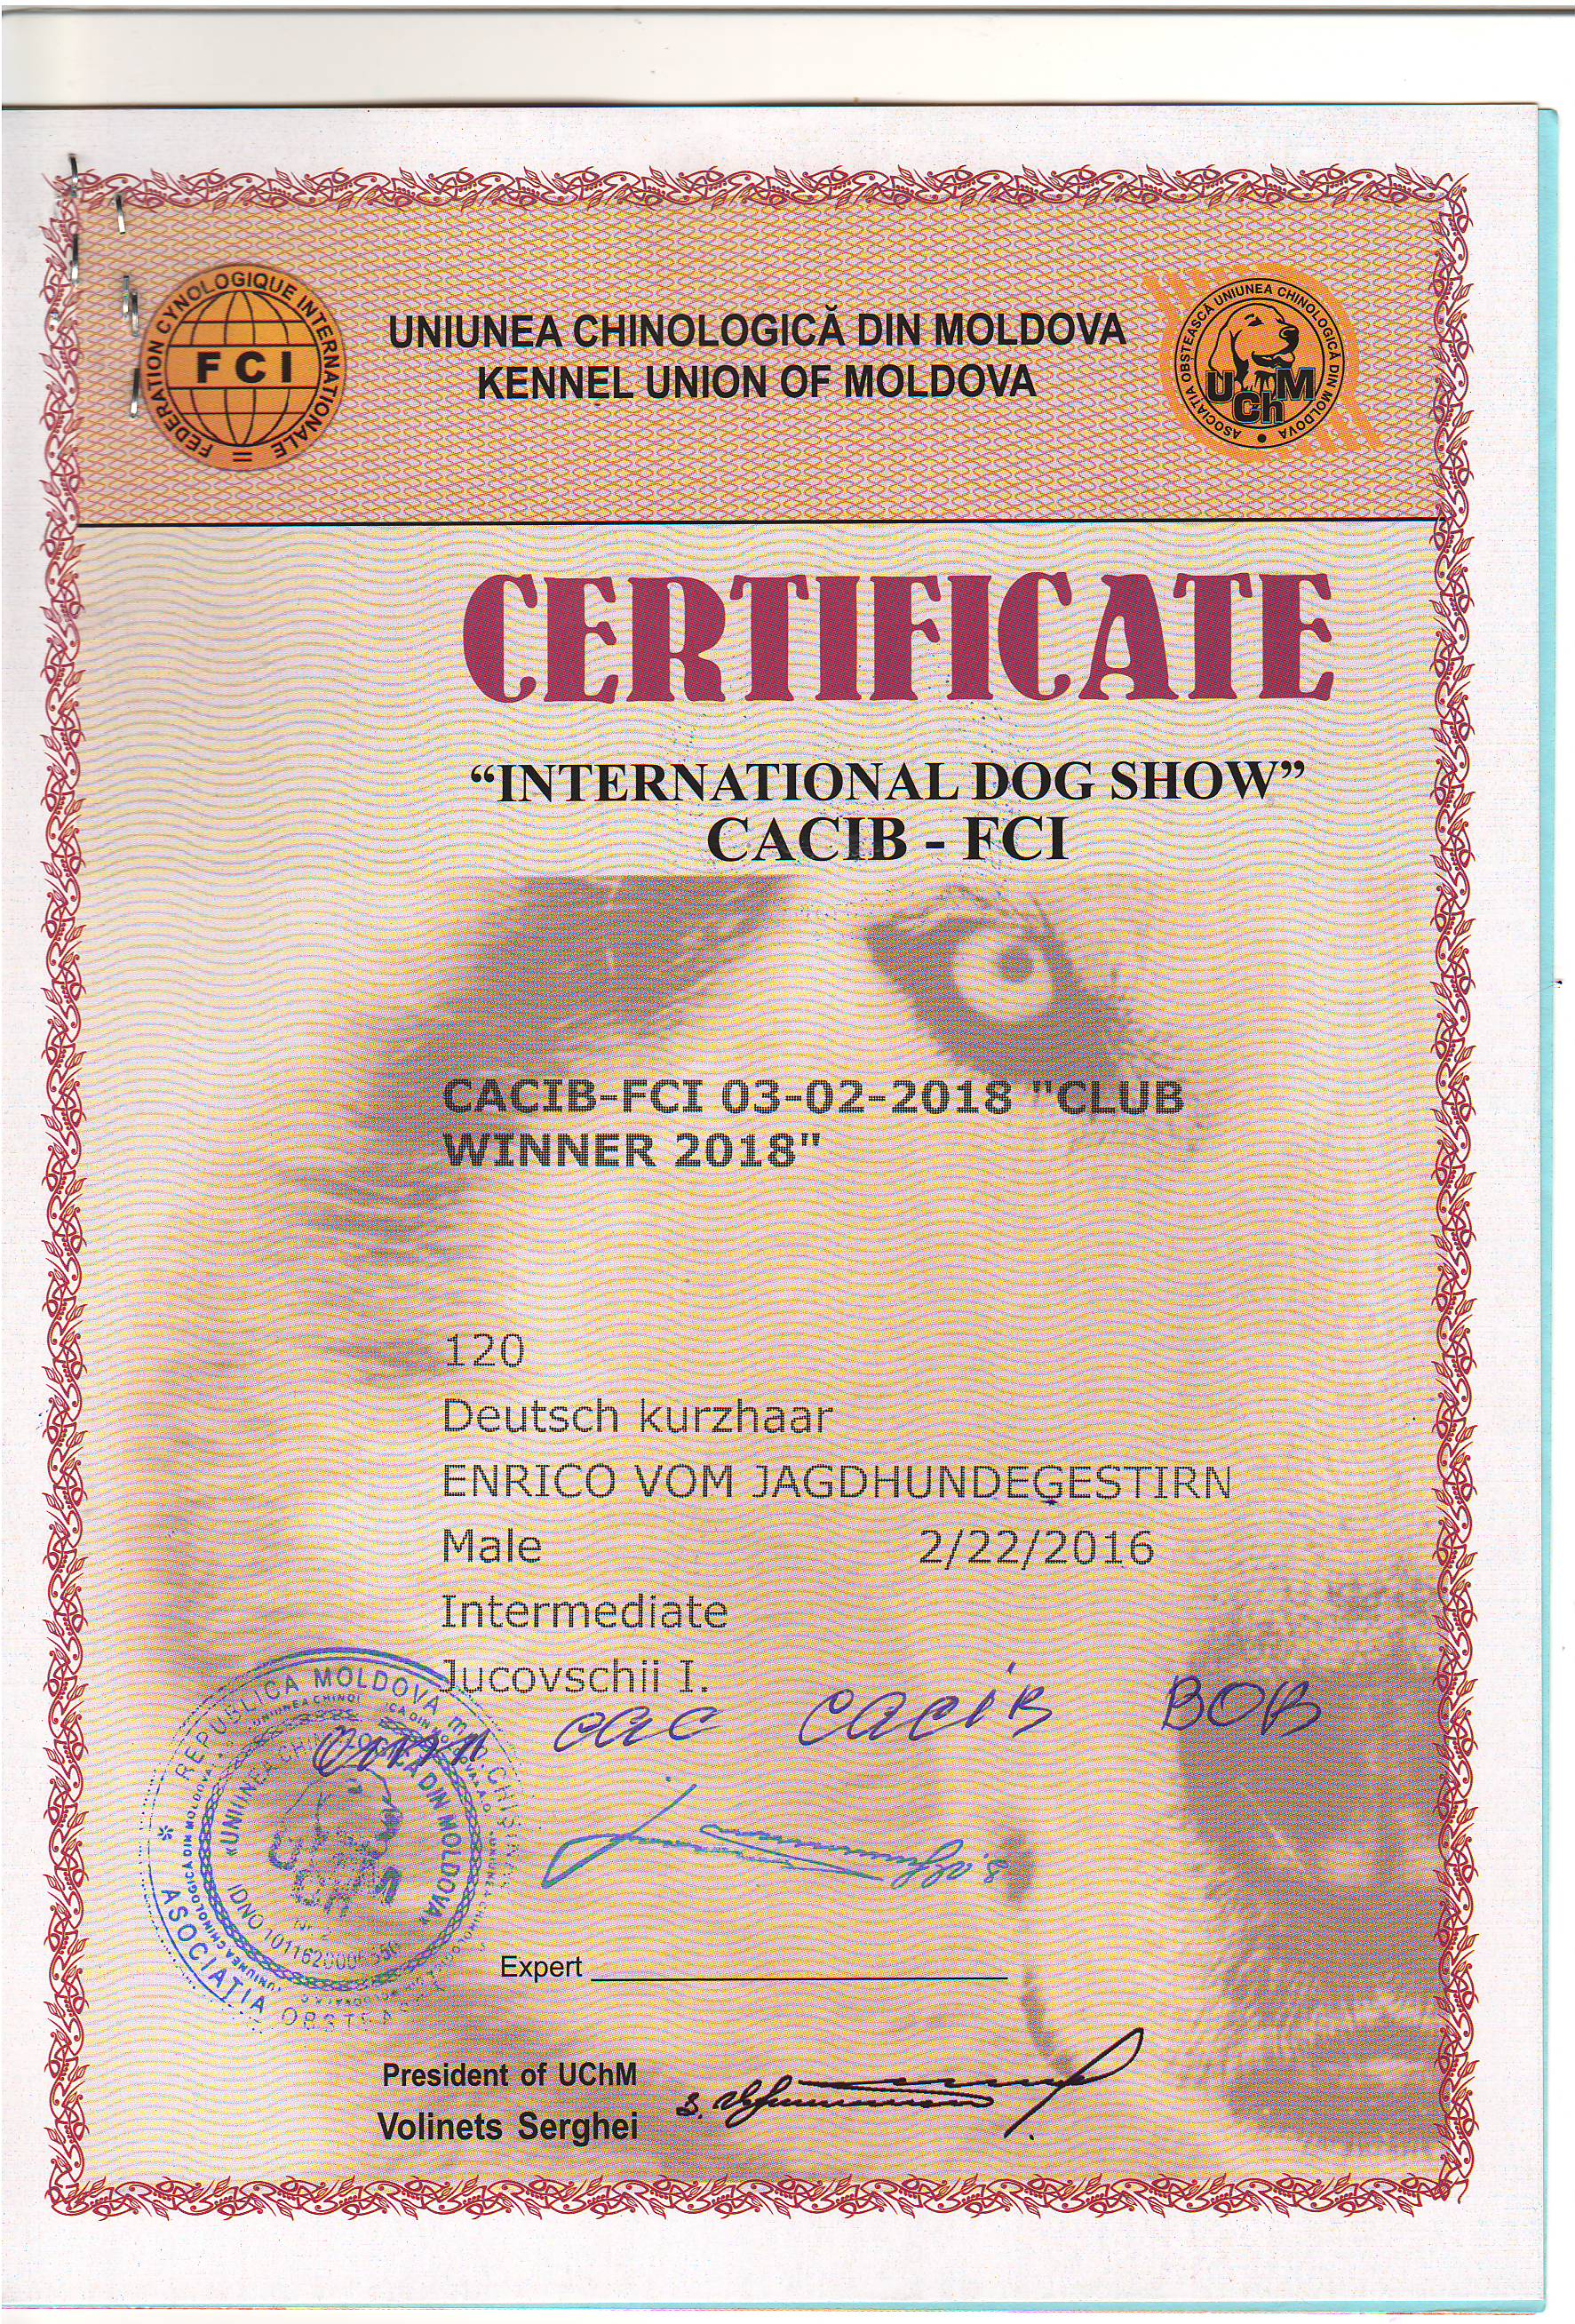 FEDERATION CYNOLOGIQUE INTERNATIONALE
FCI
UNIUNEA CHINOLOGICĂ DIN MOLDOVA
KENNEL UNION OF MOLDOVA
ASOCIAȚIA OBȘTEASCĂ UNIUNEA CHINOLOGICĂ DIN MOLDOVA
UChM
CERTIFICATE
“INTERNATIONAL DOG SHOW”
CACIB - FCI
CACIB-FCI 03-02-2018 "CLUB
WINNER 2018"
120
Deutsch kurzhaar
ENRICO VOM JAGDHUNDEGESTIRN
Male 2/22/2016
Intermediate
Jucovschii I.
CAC CACIB BOB
REPUBLICA MOLDOVA
ASOCIAȚIA
«UNIUNEA CHINOLOGICĂ DIN MOLDOVA»
Expert
President of UChM
Volinets Serghei